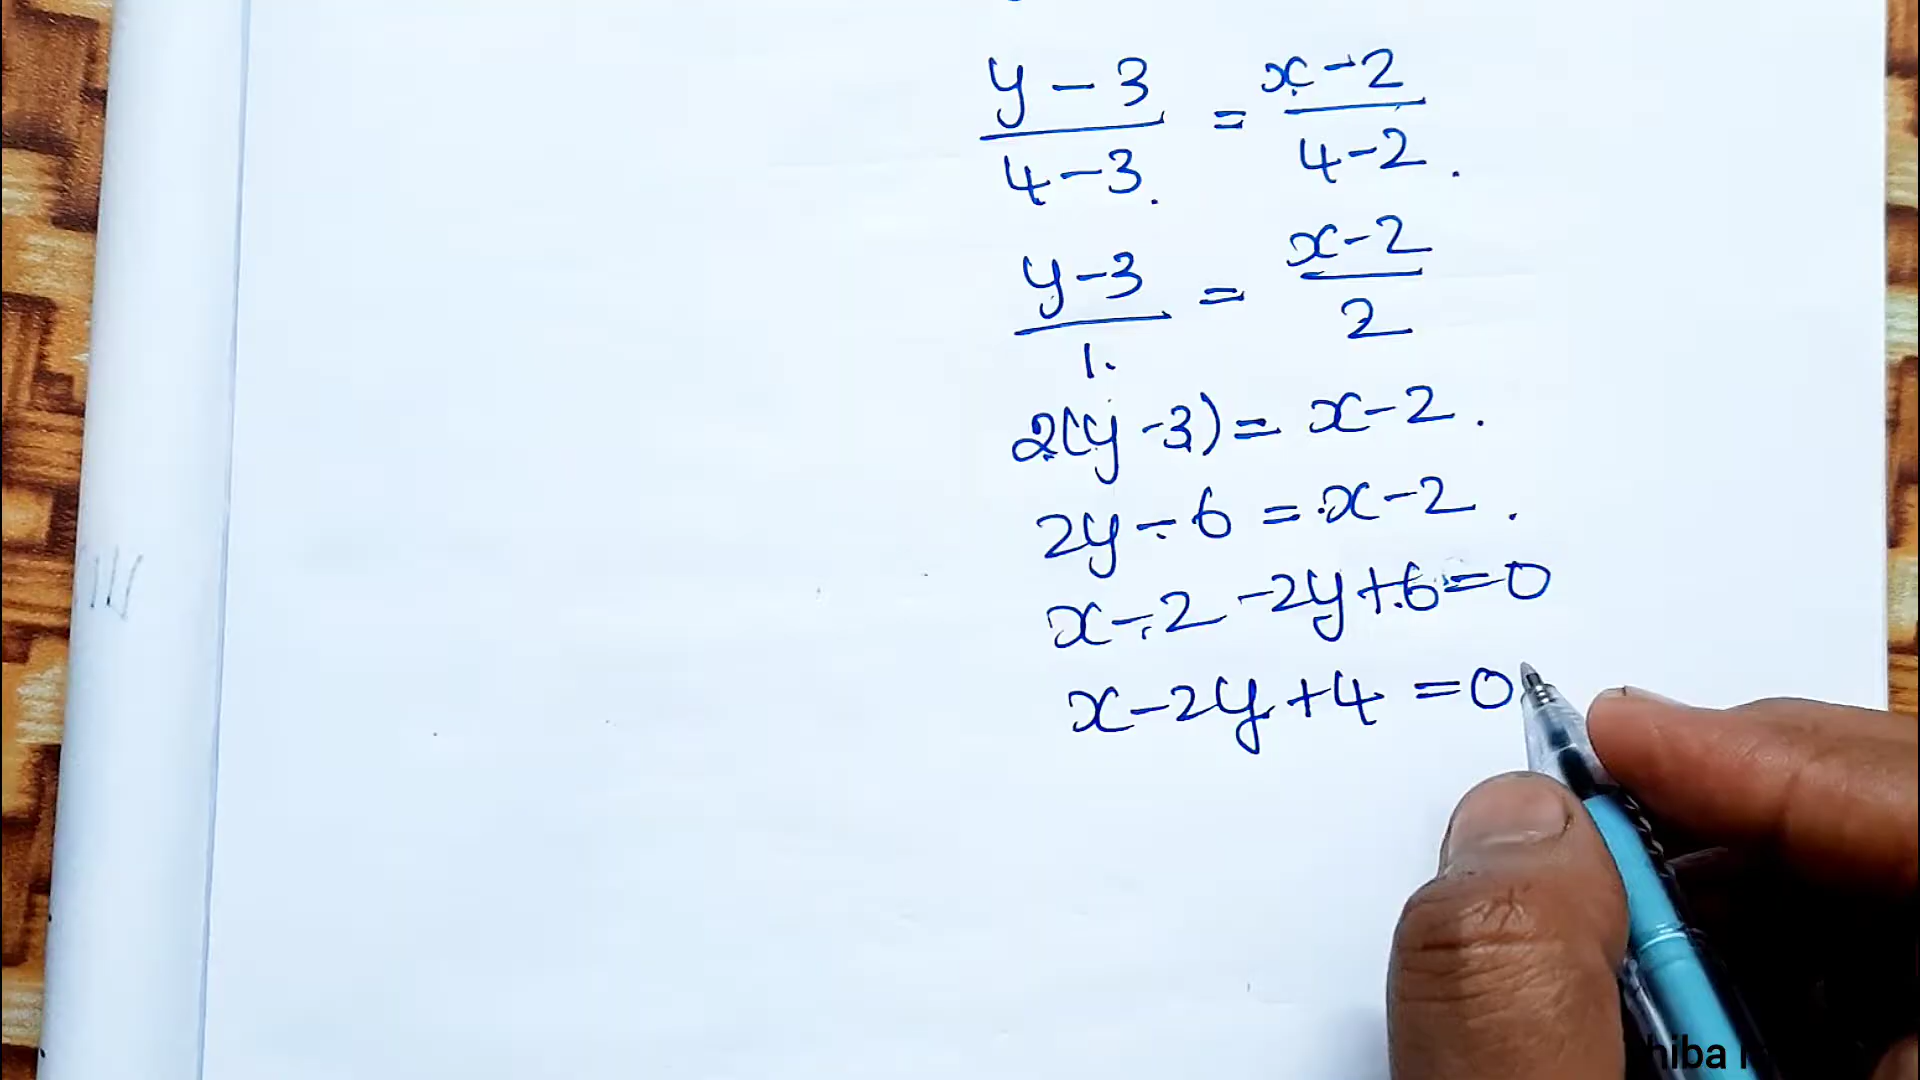 y-3/4-3. = x-2/4-2.
y-3/1. = x-2/2
2(y-3) = x-2.
2y-6 = x-2.
x-2-2y+6=0
x-2y+4=0